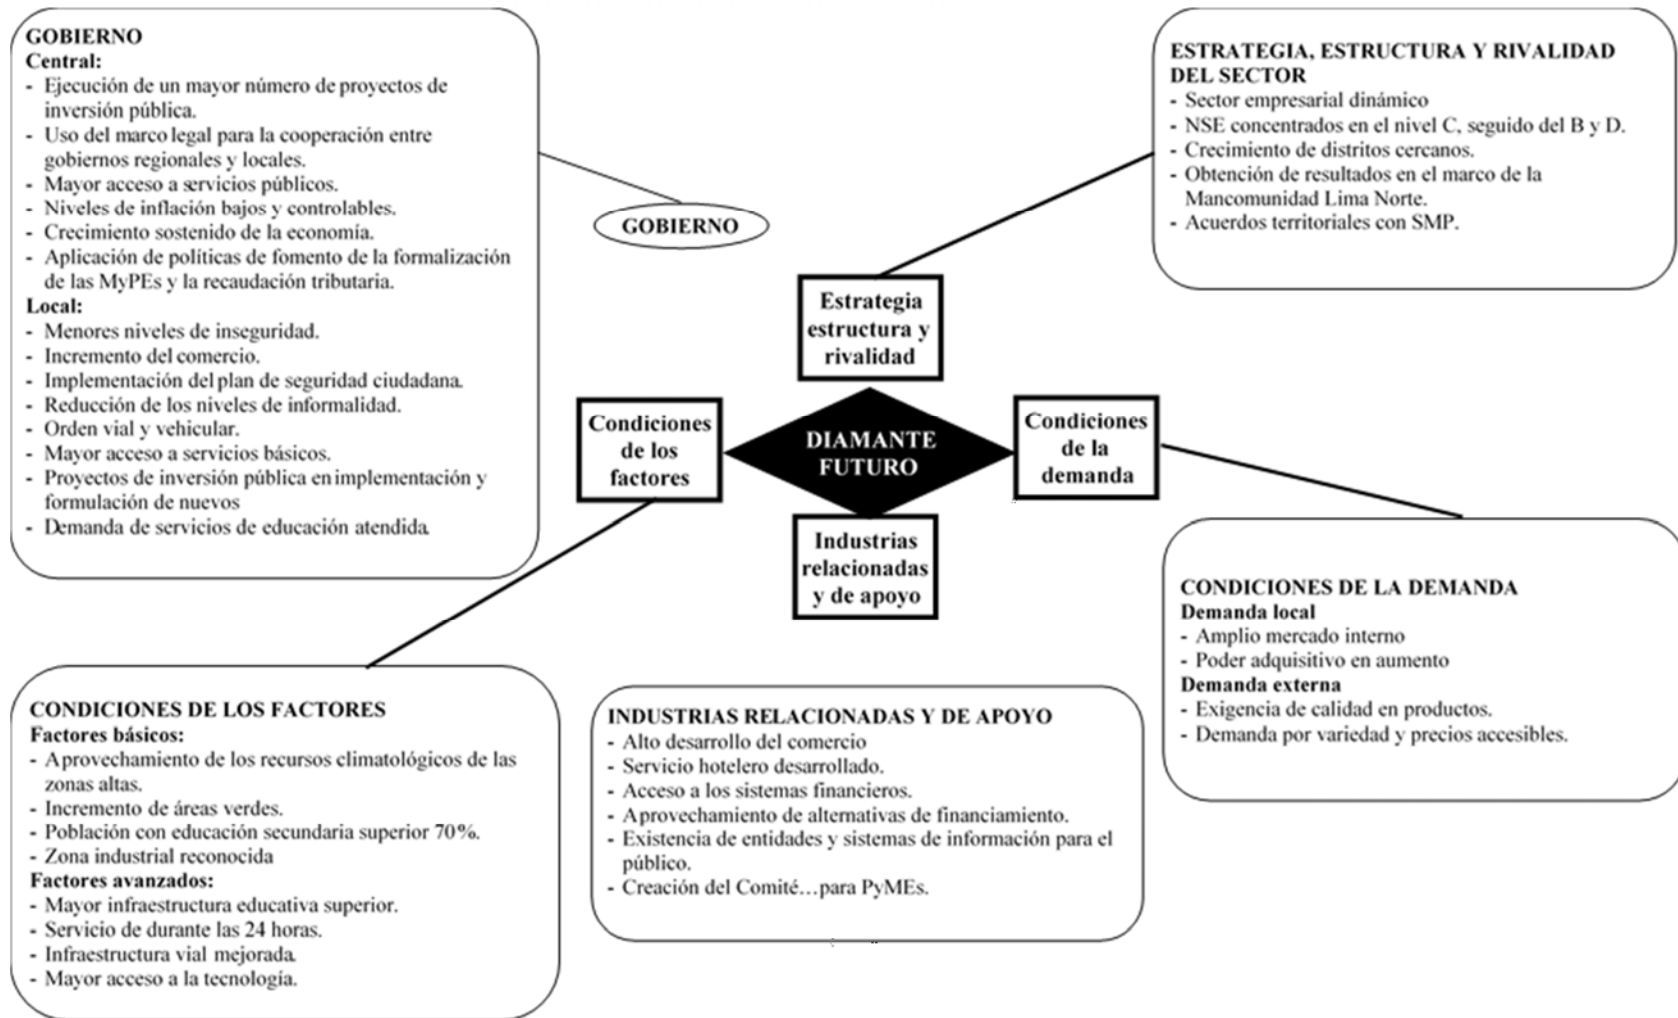 GOBIERNO
Central:
- Ejecución de un mayor número de proyectos de
inversión pública.
- Uso del marco legal para la cooperación entre
gobiernos regionales y locales.
- Mayor acceso a servicios públicos.
- Niveles de inflación bajos y controlables.
- Crecimiento sostenido de la economía.
- Aplicación de políticas de fomento de la formalización
de las MyPEs y la recaudación tributaria.
Local:
- Menores niveles de inseguridad.
- Incremento del comercio.
- Implementación del plan de seguridad ciudadana.
- Reducción de los niveles de informalidad.
- Orden vial y vehicular.
- Mayor acceso a servicios básicos.
- Proyectos de inversión pública en implementación y
formulación de nuevos
- Demanda de servicios de educación atendida.
GOBIERNO
ESTRATEGIA, ESTRUCTURA Y RIVALIDAD
DEL SECTOR
- Sector empresarial dinámico
- NSE concentrados en el nivel C, seguido del B y D.
- Crecimiento de distritos cercanos.
- Obtención de resultados en el marco de la
Mancomunidad Lima Norte.
- Acuerdos territoriales con SMP.
Estrategia
estructura y
rivalidad
Condiciones
de los
factores
DIAMANTE
FUTURO
Condiciones
de la
demanda
Industrias
relacionadas
y de apoyo
CONDICIONES DE LA DEMANDA
Demanda local
- Amplio mercado interno
- Poder adquisitivo en aumento
Demanda externa
- Exigencia de calidad en productos.
- Demanda por variedad y precios accesibles.
CONDICIONES DE LOS FACTORES
Factores básicos:
- Aprovechamiento de los recursos climatológicos de las
zonas altas.
- Incremento de áreas verdes.
- Población con educación secundaria superior 70%.
- Zona industrial reconocida
Factores avanzados:
- Mayor infraestructura educativa superior.
- Servicio de durante las 24 horas.
- Infraestructura vial mejorada.
- Mayor acceso a la tecnología.
INDUSTRIAS RELACIONADAS Y DE APOYO
- Alto desarrollo del comercio
- Servicio hotelero desarrollado.
- Acceso a los sistemas financieros.
- Aprovechamiento de alternativas de financiamiento.
- Existencia de entidades y sistemas de información para el
público.
- Creación del Comité…para PyMEs.